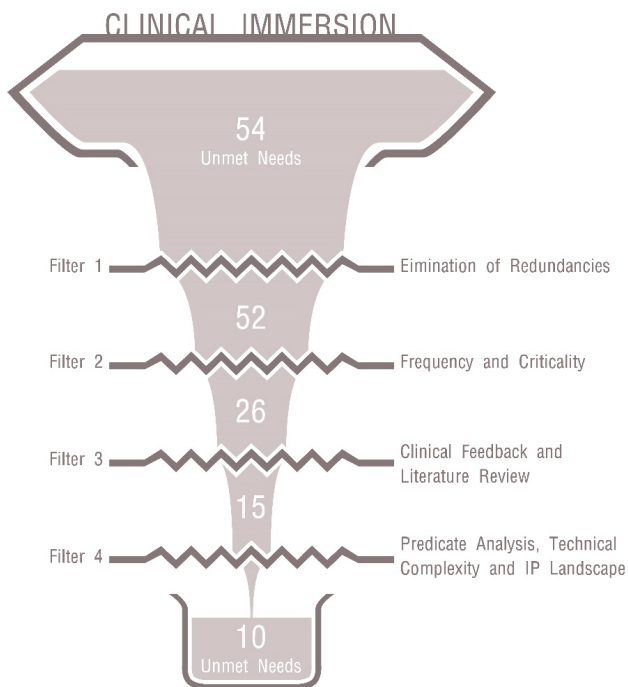 CLINICAL IMMERSION
54
Unmet Needs
Filter 1
Eimination of Redundancies
52
Filter 2
Frequency and Criticality
26
Filter 3
Clinical Feedback and
Literature Review
15
Filter 4
Predicate Analysis, Technical
Complexity and IP Landscape
10
Unmet Needs